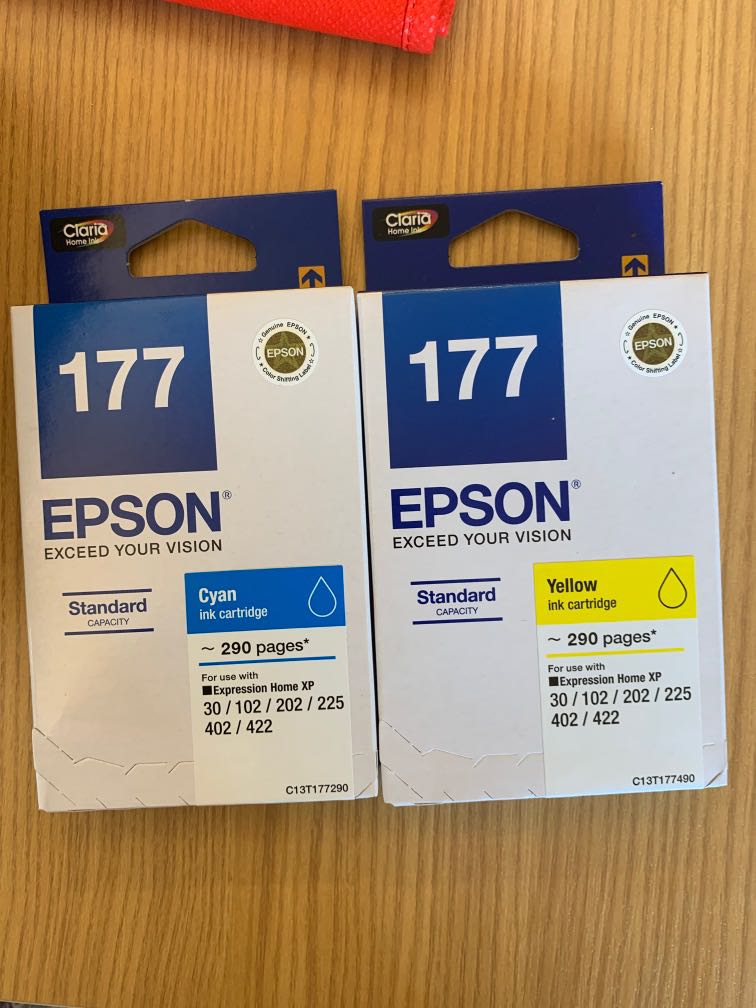 Claria
Home Ink
177
Genuine EPSON
EPSON
Color Shifting Label
EPSON®
EXCEED YOUR VISION
Standard
CAPACITY
Cyan
ink cartridge
~ 290 pages*
For use with
■Expression Home XP
30 / 102 / 202 / 225
402 / 422
C13T177290
Claria
Home Ink
177
Genuine EPSON
EPSON
Color Shifting Label
EPSON®
EXCEED YOUR VISION
Standard
CAPACITY
Yellow
ink cartridge
~ 290 pages*
For use with
■Expression Home XP
30 / 102 / 202 / 225
402 / 422
C13T177490